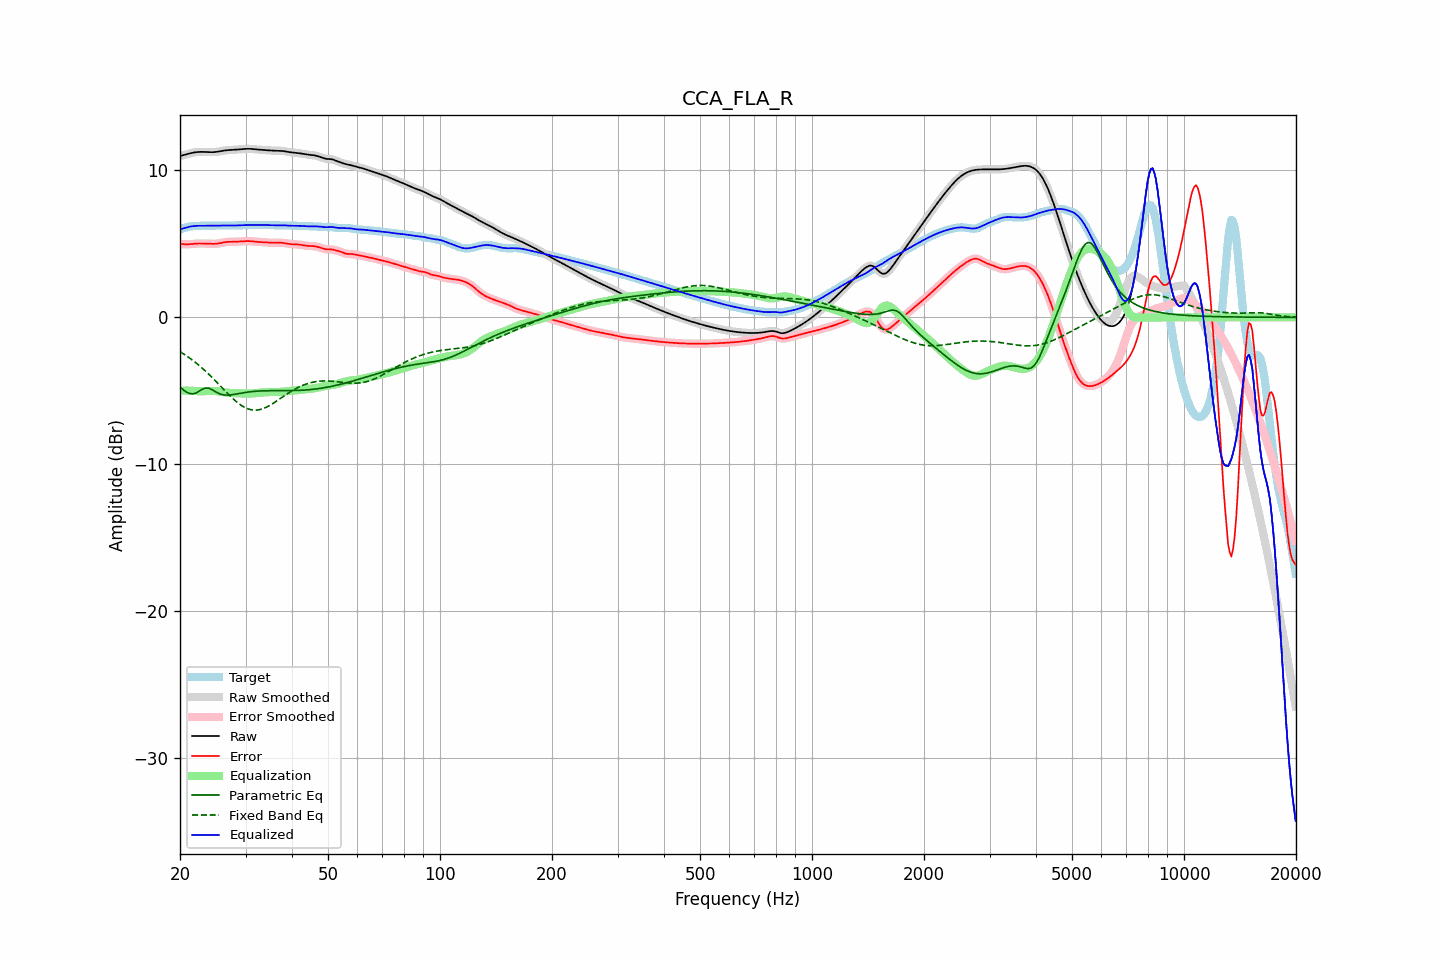 CCA_FLA_R
10
0
−10
−20
−30
Amplitude (dBr)
Target
Raw Smoothed
Error Smoothed
Raw
Error
Equalization
Parametric Eq
Fixed Band Eq
Equalized
20 50 100 200 500 1000 2000 5000 10000 20000
Frequency (Hz)